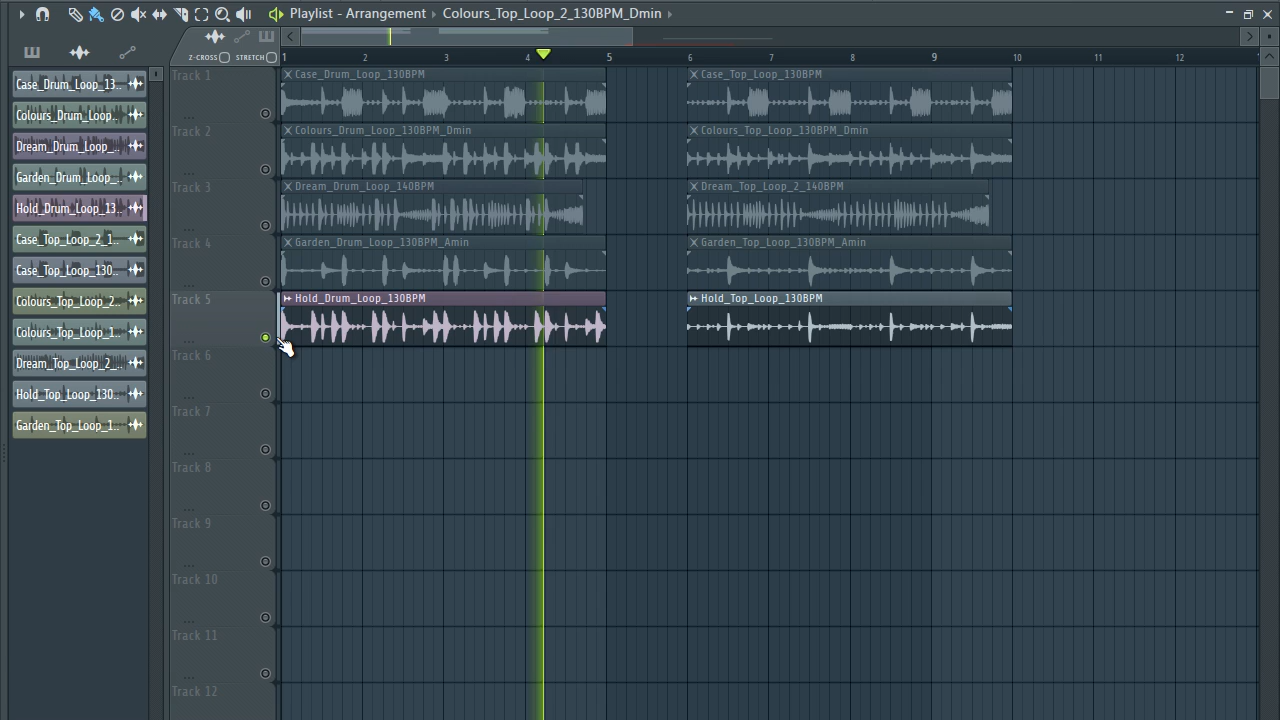 Playlist - Arrangement › Colours_Top_Loop_2_130BPM_Dmin ›
Z-CROSS STRETCH
1 2 3 4 5 6 7 8 9 10 11 12
Case_Drum_Loop_13..
Colours_Drum_Loop..
Dream_Drum_Loop_..
Garden_Drum_Loop_..
Hold_Drum_Loop_13..
Case_Top_Loop_2_1..
Case_Top_Loop_130..
Colours_Top_Loop_2..
Colours_Top_Loop_1..
Dream_Top_Loop_2_..
Hold_Top_Loop_130..
Garden_Top_Loop_1..
Track 1
...
Case_Drum_Loop_130BPM
Case_Top_Loop_130BPM
Track 2
...
Colours_Drum_Loop_130BPM_Dmin
Colours_Top_Loop_130BPM_Dmin
Track 3
...
Dream_Drum_Loop_140BPM
Dream_Top_Loop_2_140BPM
Track 4
...
Garden_Drum_Loop_130BPM_Amin
Garden_Top_Loop_130BPM_Amin
Track 5
...
Hold_Drum_Loop_130BPM
Hold_Top_Loop_130BPM
Track 6
...
Track 7
...
Track 8
...
Track 9
...
Track 10
...
Track 11
...
Track 12